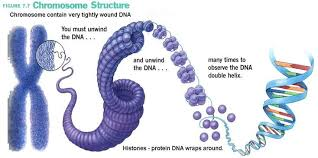 FIGURE 7.7 Chromosome Structure
Chromosome contain very tightly wound DNA
You must unwind
the DNA . . .
and unwind
the DNA . . .
many times to
observe the DNA
double helix.
Histones - protein DNA wraps around.